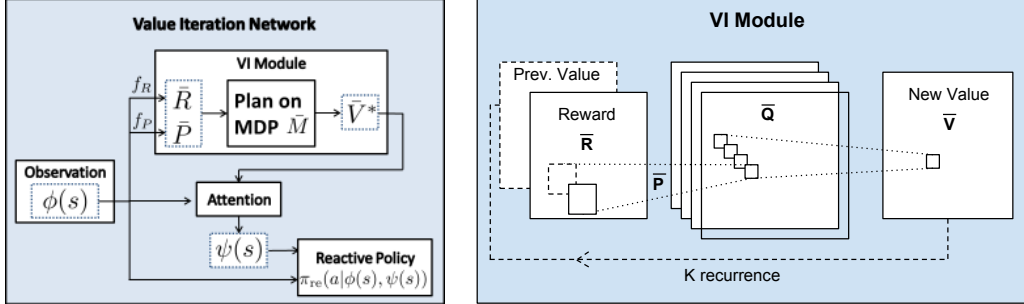 Value Iteration Network
VI Module
f_R
R̄
Plan on
MDP M̄
V̄*
f_P
P̄
Observation
ϕ(s)
Attention
ψ(s)
Reactive Policy
π_re(a|ϕ(s), ψ(s))
VI Module
Prev. Value
Reward
R̄
P̄
Q̄
New Value
V̄
K recurrence